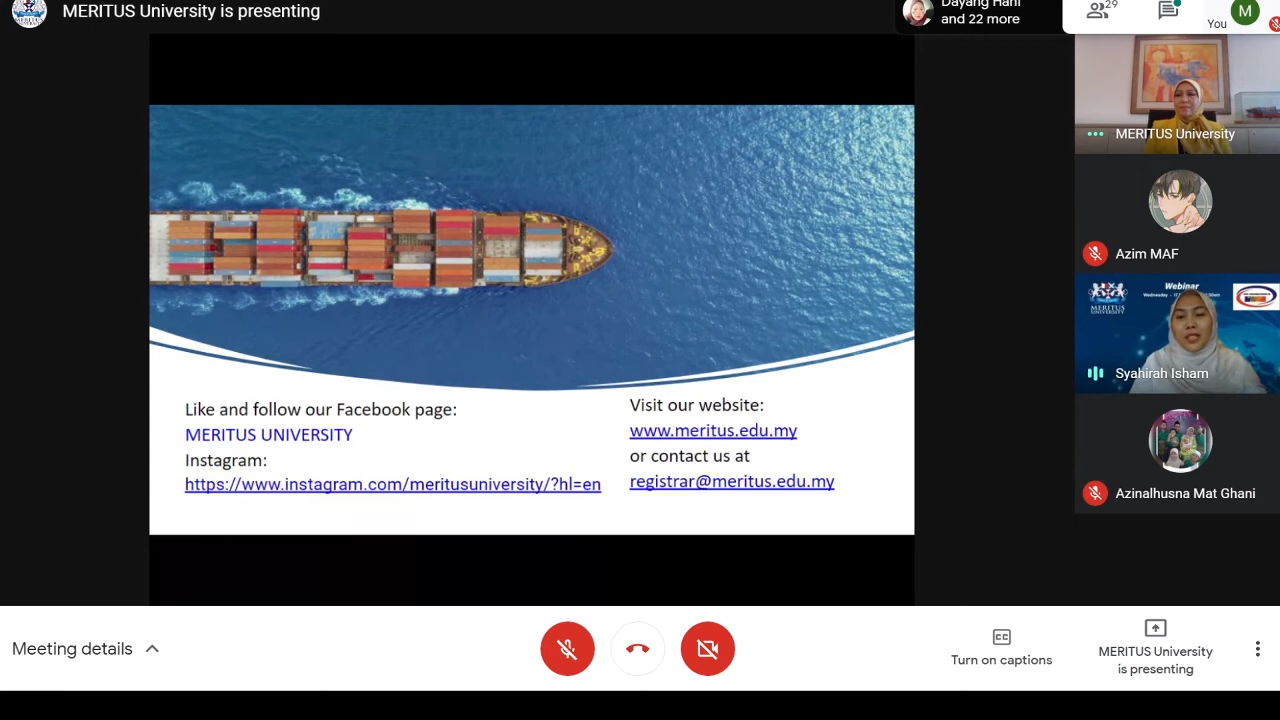 MERITUS University is presenting
Dayang Hani
and 22 more
29
You
M
MERITUS University
Azim MAF
Webinar
MERITUS
UNIVERSITY
Syahirah Isham
Azinalhusna Mat Ghani
Like and follow our Facebook page:
MERITUS UNIVERSITY
Instagram:
https://www.instagram.com/meritusuniversity/?hl=en
Visit our website:
www.meritus.edu.my
or contact us at
registrar@meritus.edu.my
Meeting details
CC
Turn on captions
MERITUS University
is presenting